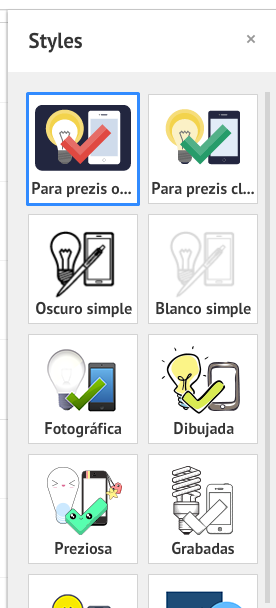 Styles ×
Para prezis o...
Para prezis cl...
Oscuro simple
Blanco simple
Fotográfica
Dibujada
Preziosa
Grabadas